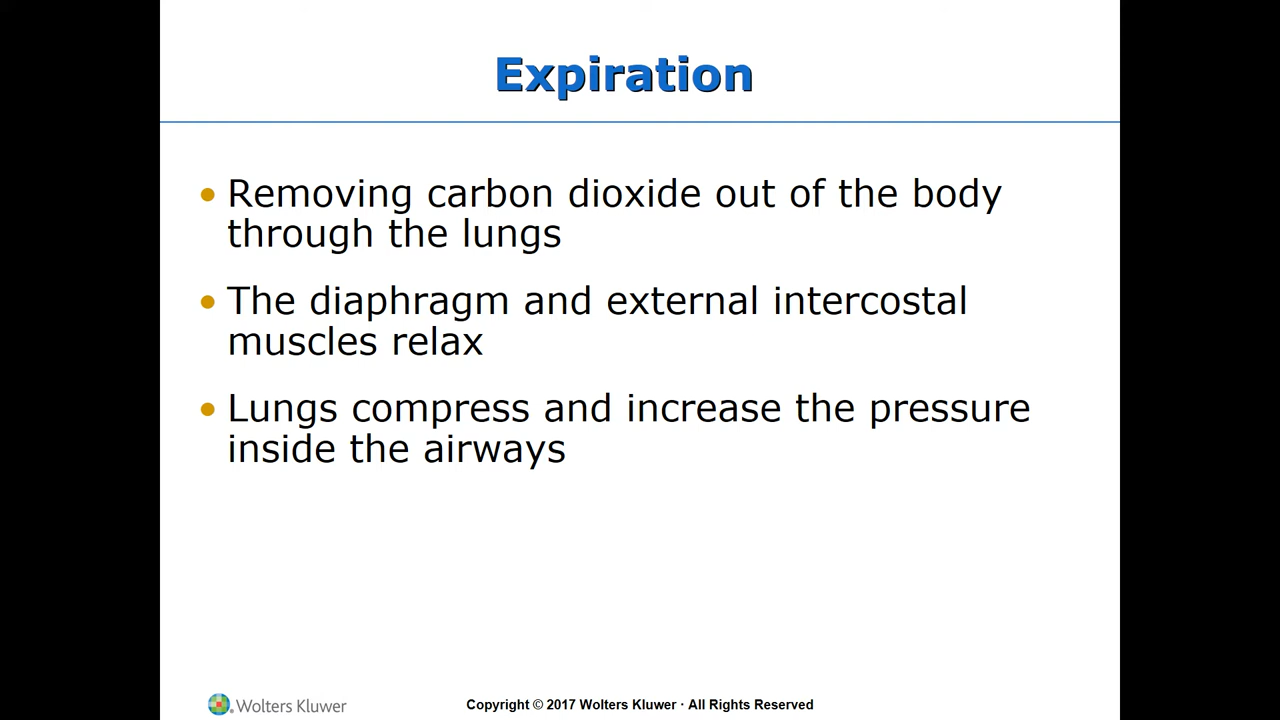 Expiration
• Removing carbon dioxide out of the body
through the lungs
• The diaphragm and external intercostal
muscles relax
• Lungs compress and increase the pressure
inside the airways
Wolters Kluwer
Copyright © 2017 Wolters Kluwer · All Rights Reserved